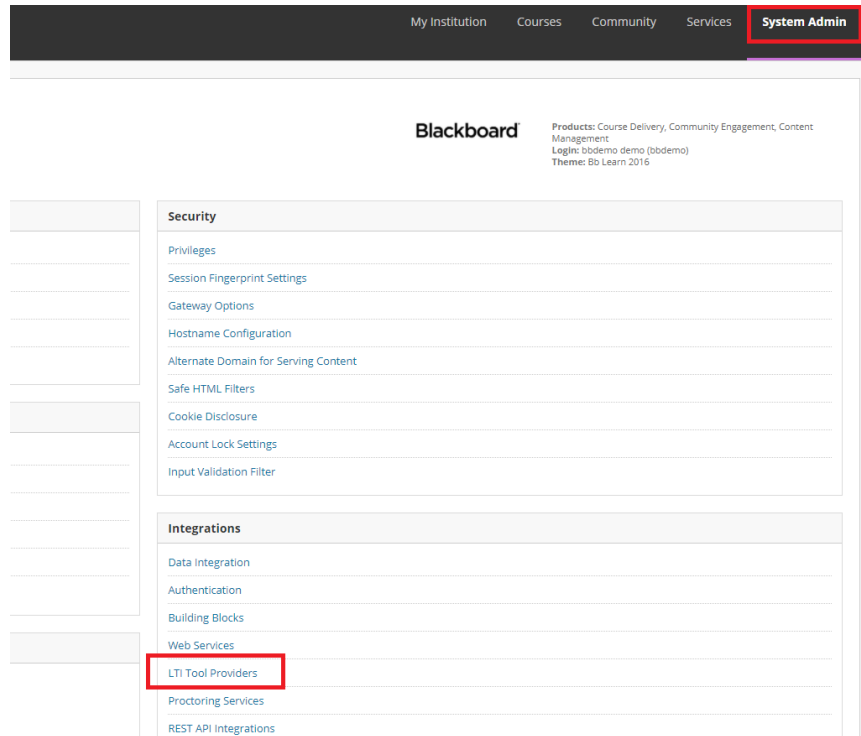 My Institution Courses Community Services System Admin
Blackboard
Products: Course Delivery, Community Engagement, Content
Management
Login: bbdemo demo (bbdemo)
Theme: Bb Learn 2016
Security
Privileges
Session Fingerprint Settings
Gateway Options
Hostname Configuration
Alternate Domain for Serving Content
Safe HTML Filters
Cookie Disclosure
Account Lock Settings
Input Validation Filter
Integrations
Data Integration
Authentication
Building Blocks
Web Services
LTI Tool Providers
Proctoring Services
REST API Integrations